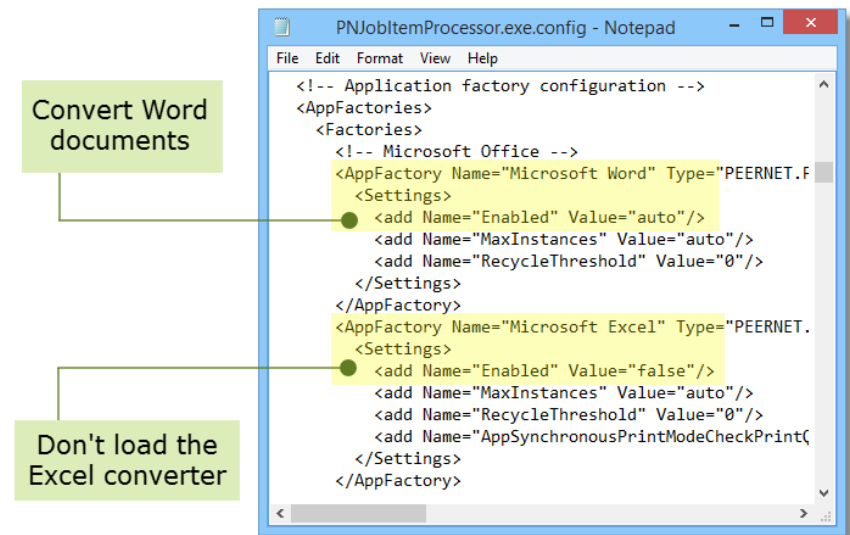 PNJobItemProcessor.exe.config - Notepad
File Edit Format View Help
<!-- Application factory configuration -->
<AppFactories>
<Factories>
<!-- Microsoft Office -->
<AppFactory Name="Microsoft Word" Type="PEERNET.F
<Settings>
<add Name="Enabled" Value="auto"/>
<add Name="MaxInstances" Value="auto"/>
<add Name="RecycleThreshold" Value="0"/>
</Settings>
</AppFactory>
<AppFactory Name="Microsoft Excel" Type="PEERNET.
<Settings>
<add Name="Enabled" Value="false"/>
<add Name="MaxInstances" Value="auto"/>
<add Name="RecycleThreshold" Value="0"/>
<add Name="AppSynchronousPrintModeCheckPrintQ
</Settings>
</AppFactory>
Convert Word
documents
Don't load the
Excel converter